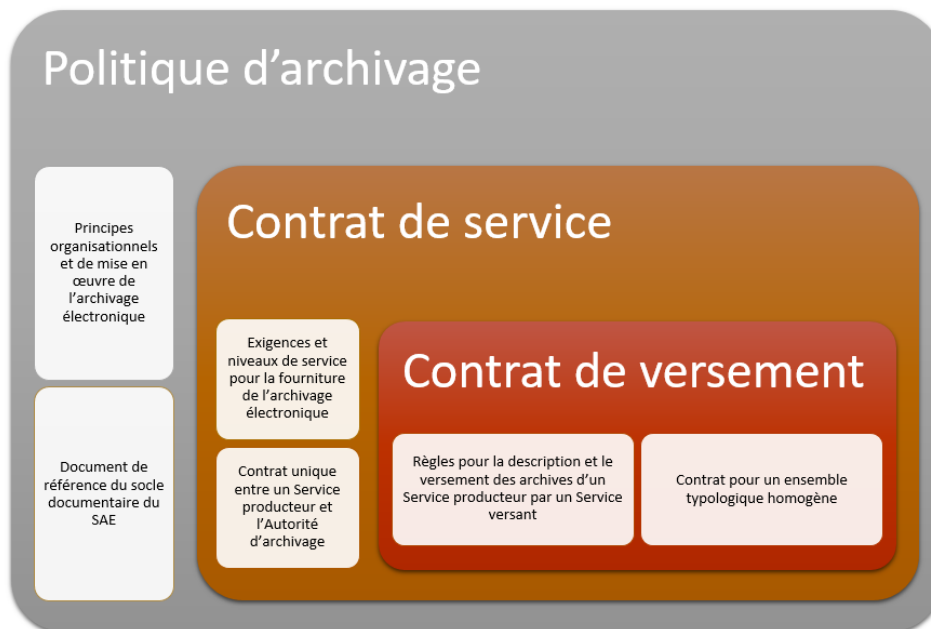 Politique d’archivage
Principes
organisationnels
et de mise en
œuvre de
l’archivage
électronique
Document de
référence du socle
documentaire du
SAE
Contrat de service
Exigences et
niveaux de service
pour la fourniture
de l’archivage
électronique
Contrat unique
entre un Service
producteur et
l’Autorité
d’archivage
Contrat de versement
Règles pour la description et le
versement des archives d’un
Service producteur par un Service
versant
Contrat pour un ensemble
typologique homogène